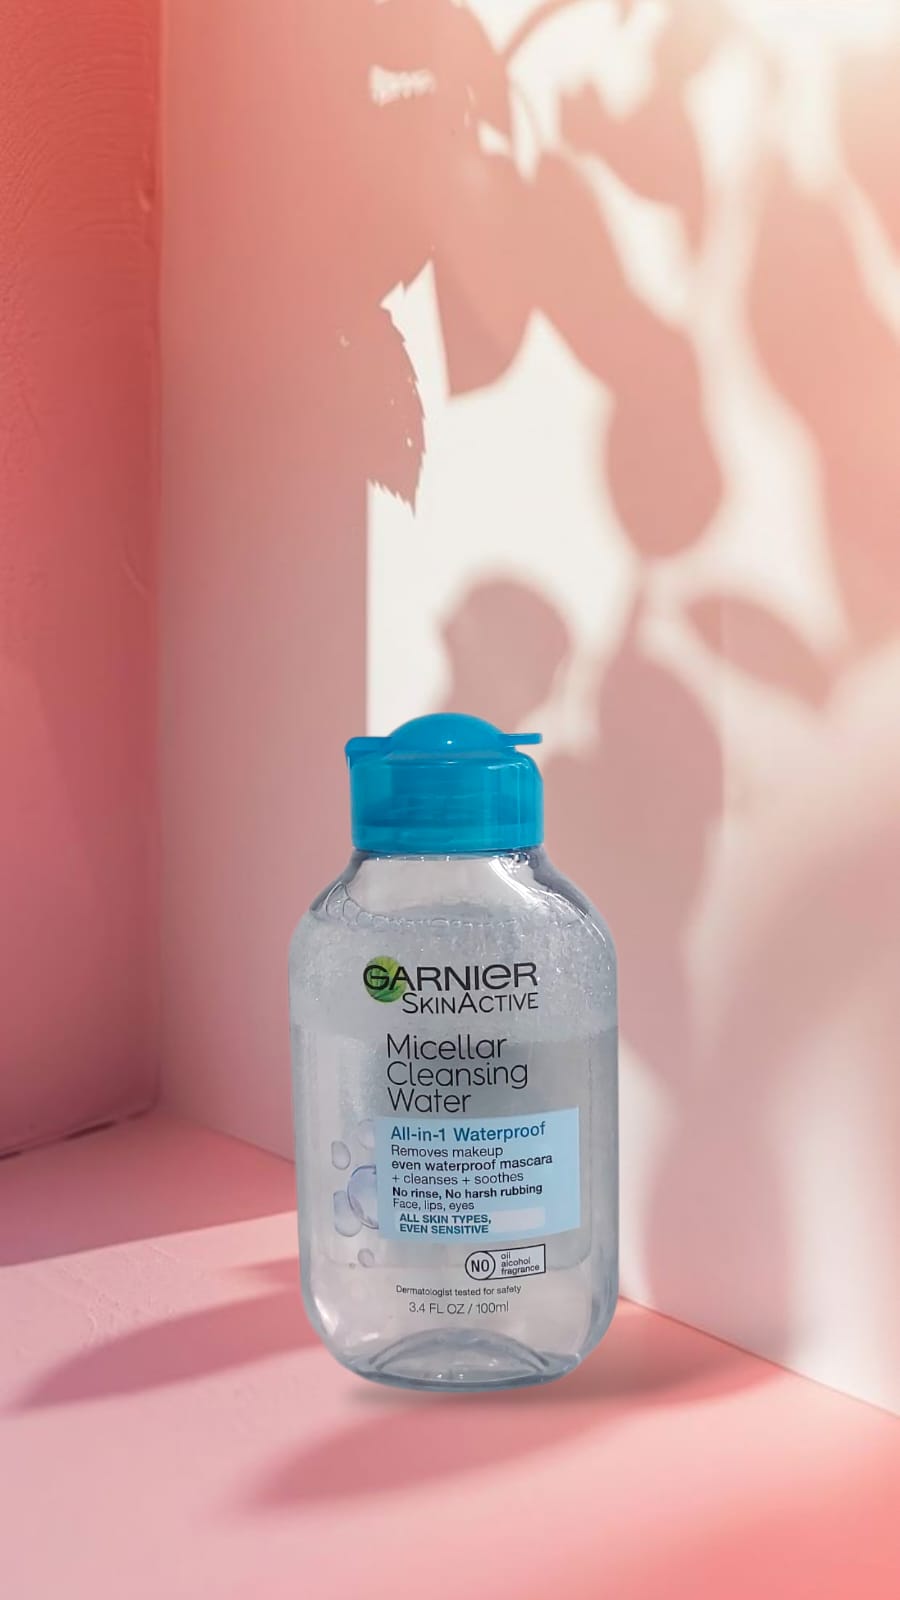 GARNIER
SKINACTIVE
Micellar
Cleansing
Water
All-in-1 Waterproof
Removes makeup
even waterproof mascara
+ cleanses + soothes
No rinse, No harsh rubbing
Face, lips, eyes
ALL SKIN TYPES,
EVEN SENSITIVE
NO oil
alcohol
fragrance
Dermatologist tested for safety
3.4 FL OZ / 100ml